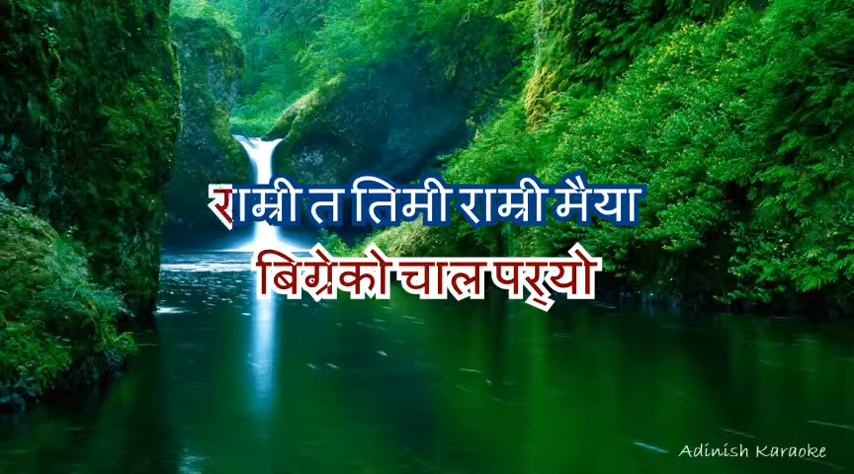 राम्री त तिमी राम्री मैया
बिग्रेको चाल पर्‍यो
Adinish Karaoke